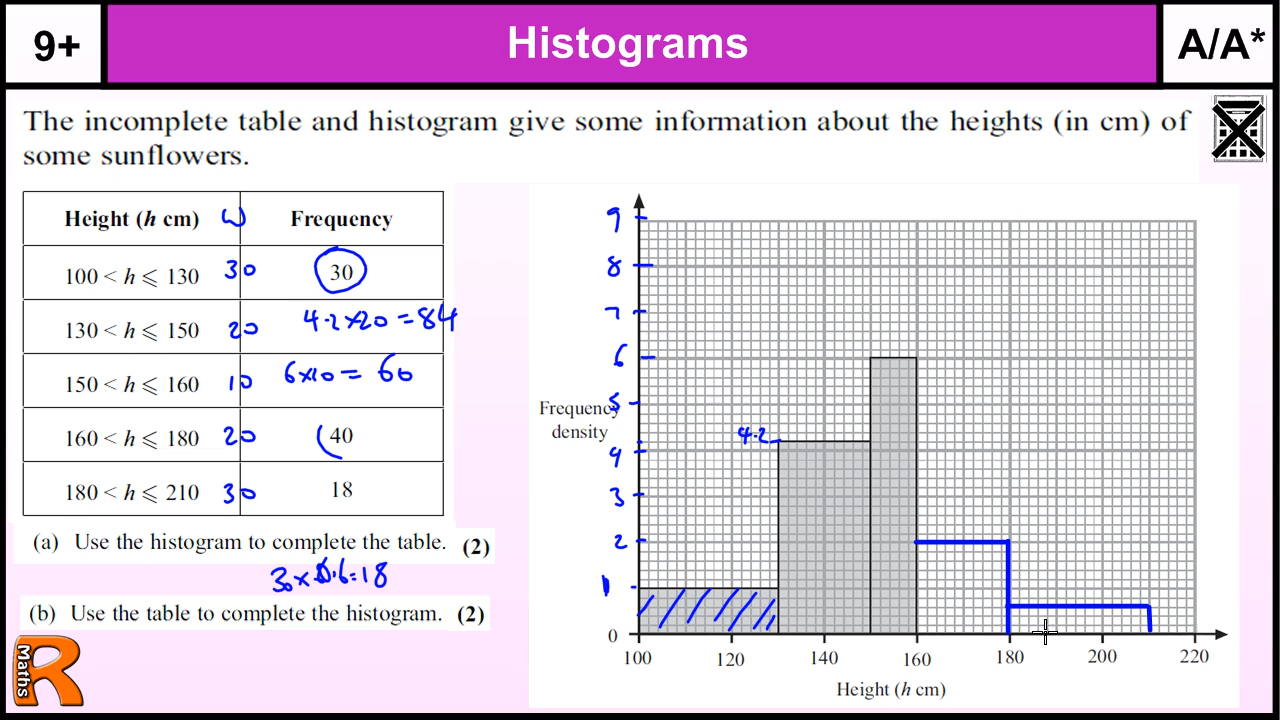 9+
Histograms
A/A*
The incomplete table and histogram give some information about the heights (in cm) of
some sunflowers.
Height (h cm) w Frequency
100 < h ⩽ 130 30 30
130 < h ⩽ 150 20 4.2×20 = 84
150 < h ⩽ 160 10 6×10 = 60
160 < h ⩽ 180 20 40
180 < h ⩽ 210 30 18
(a) Use the histogram to complete the table. (2)
30×0.6=18
(b) Use the table to complete the histogram. (2)
R
Maths
9
8
7
6
5
Frequency
density
4.2
4
3
2
1
0
100 120 140 160 180 200 220
Height (h cm)